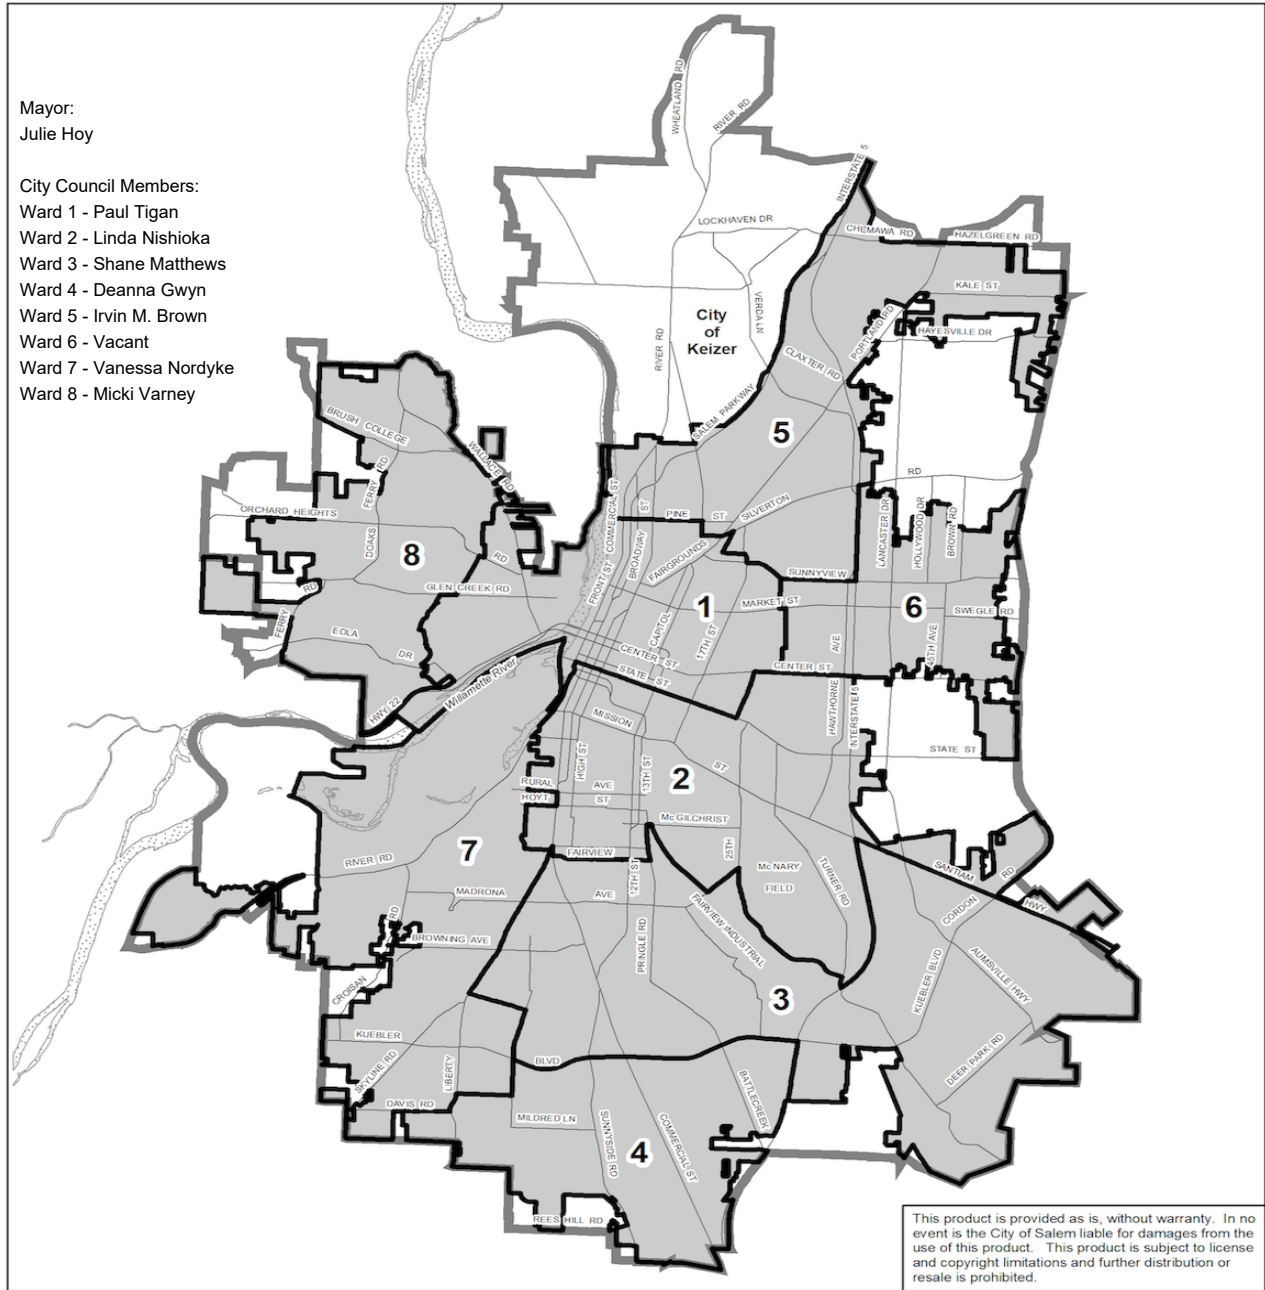 Mayor:
Julie Hoy
City Council Members:
Ward 1 - Paul Tigan
Ward 2 - Linda Nishioka
Ward 3 - Shane Matthews
Ward 4 - Deanna Gwyn
Ward 5 - Irvin M. Brown
Ward 6 - Vacant
Ward 7 - Vanessa Nordyke
Ward 8 - Micki Varney
WHEATLAND RD
RIVER RD
INTERSTATE 5
LOCKHAVEN DR
CHEMAWA RD
HAZELGREEN RD
KALE ST
VERDA LN
City
of
Keizer
RIVER RD
PORTLAND RD
HAYESVILLE DR
CLAXTER RD
SALEM PARKWAY
5
BRUSH COLLEGE
RD
WALLACE RD
FERRY RD
DOAKS
ORCHARD HEIGHTS
RD
8
GLEN CREEK RD
RD
FERRY
EOLA
DR
COMMERCIAL ST
FRONT ST
BROADWAY ST
PINE ST
SILVERTON
RD
FAIRGROUNDS
SUNNYVIEW
LANCASTER DR
HOLLYWOOD DR
BROWN RD
1
MARKET ST
6
SWEGLE RD
CAPITOL
17TH ST
CENTER ST
STATE ST
CENTER ST
AVE
HAWTHORNE
INTERSTATE 5
45TH AVE
STATE ST
HWY 22
Willamette River
MISSION
ST
HIGH ST
13TH ST
2
RURAL AVE
HOYT ST
McGILCHRIST
25TH
FAIRVIEW
12TH ST
McNARY
FIELD
TURNER RD
SANTIAM
HWY
CORDON RD
RIVER RD
7
MADRONA
AVE
FAIRVIEW INDUSTRIAL
BROWNING AVE
PRINGLE RD
CROISAN
RD
3
KUEBLER BLVD
AUMSVILLE HWY
DEER PARK RD
KUEBLER
BLVD
SKYLINE RD
LIBERTY
DAVIS RD
MILDRED LN
BATTLECREEK
SUNNYSIDE RD
COMMERCIAL ST
4
REES HILL RD
This product is provided as is, without warranty. In no
event is the City of Salem liable for damages from the
use of this product. This product is subject to license
and copyright limitations and further distribution or
resale is prohibited.